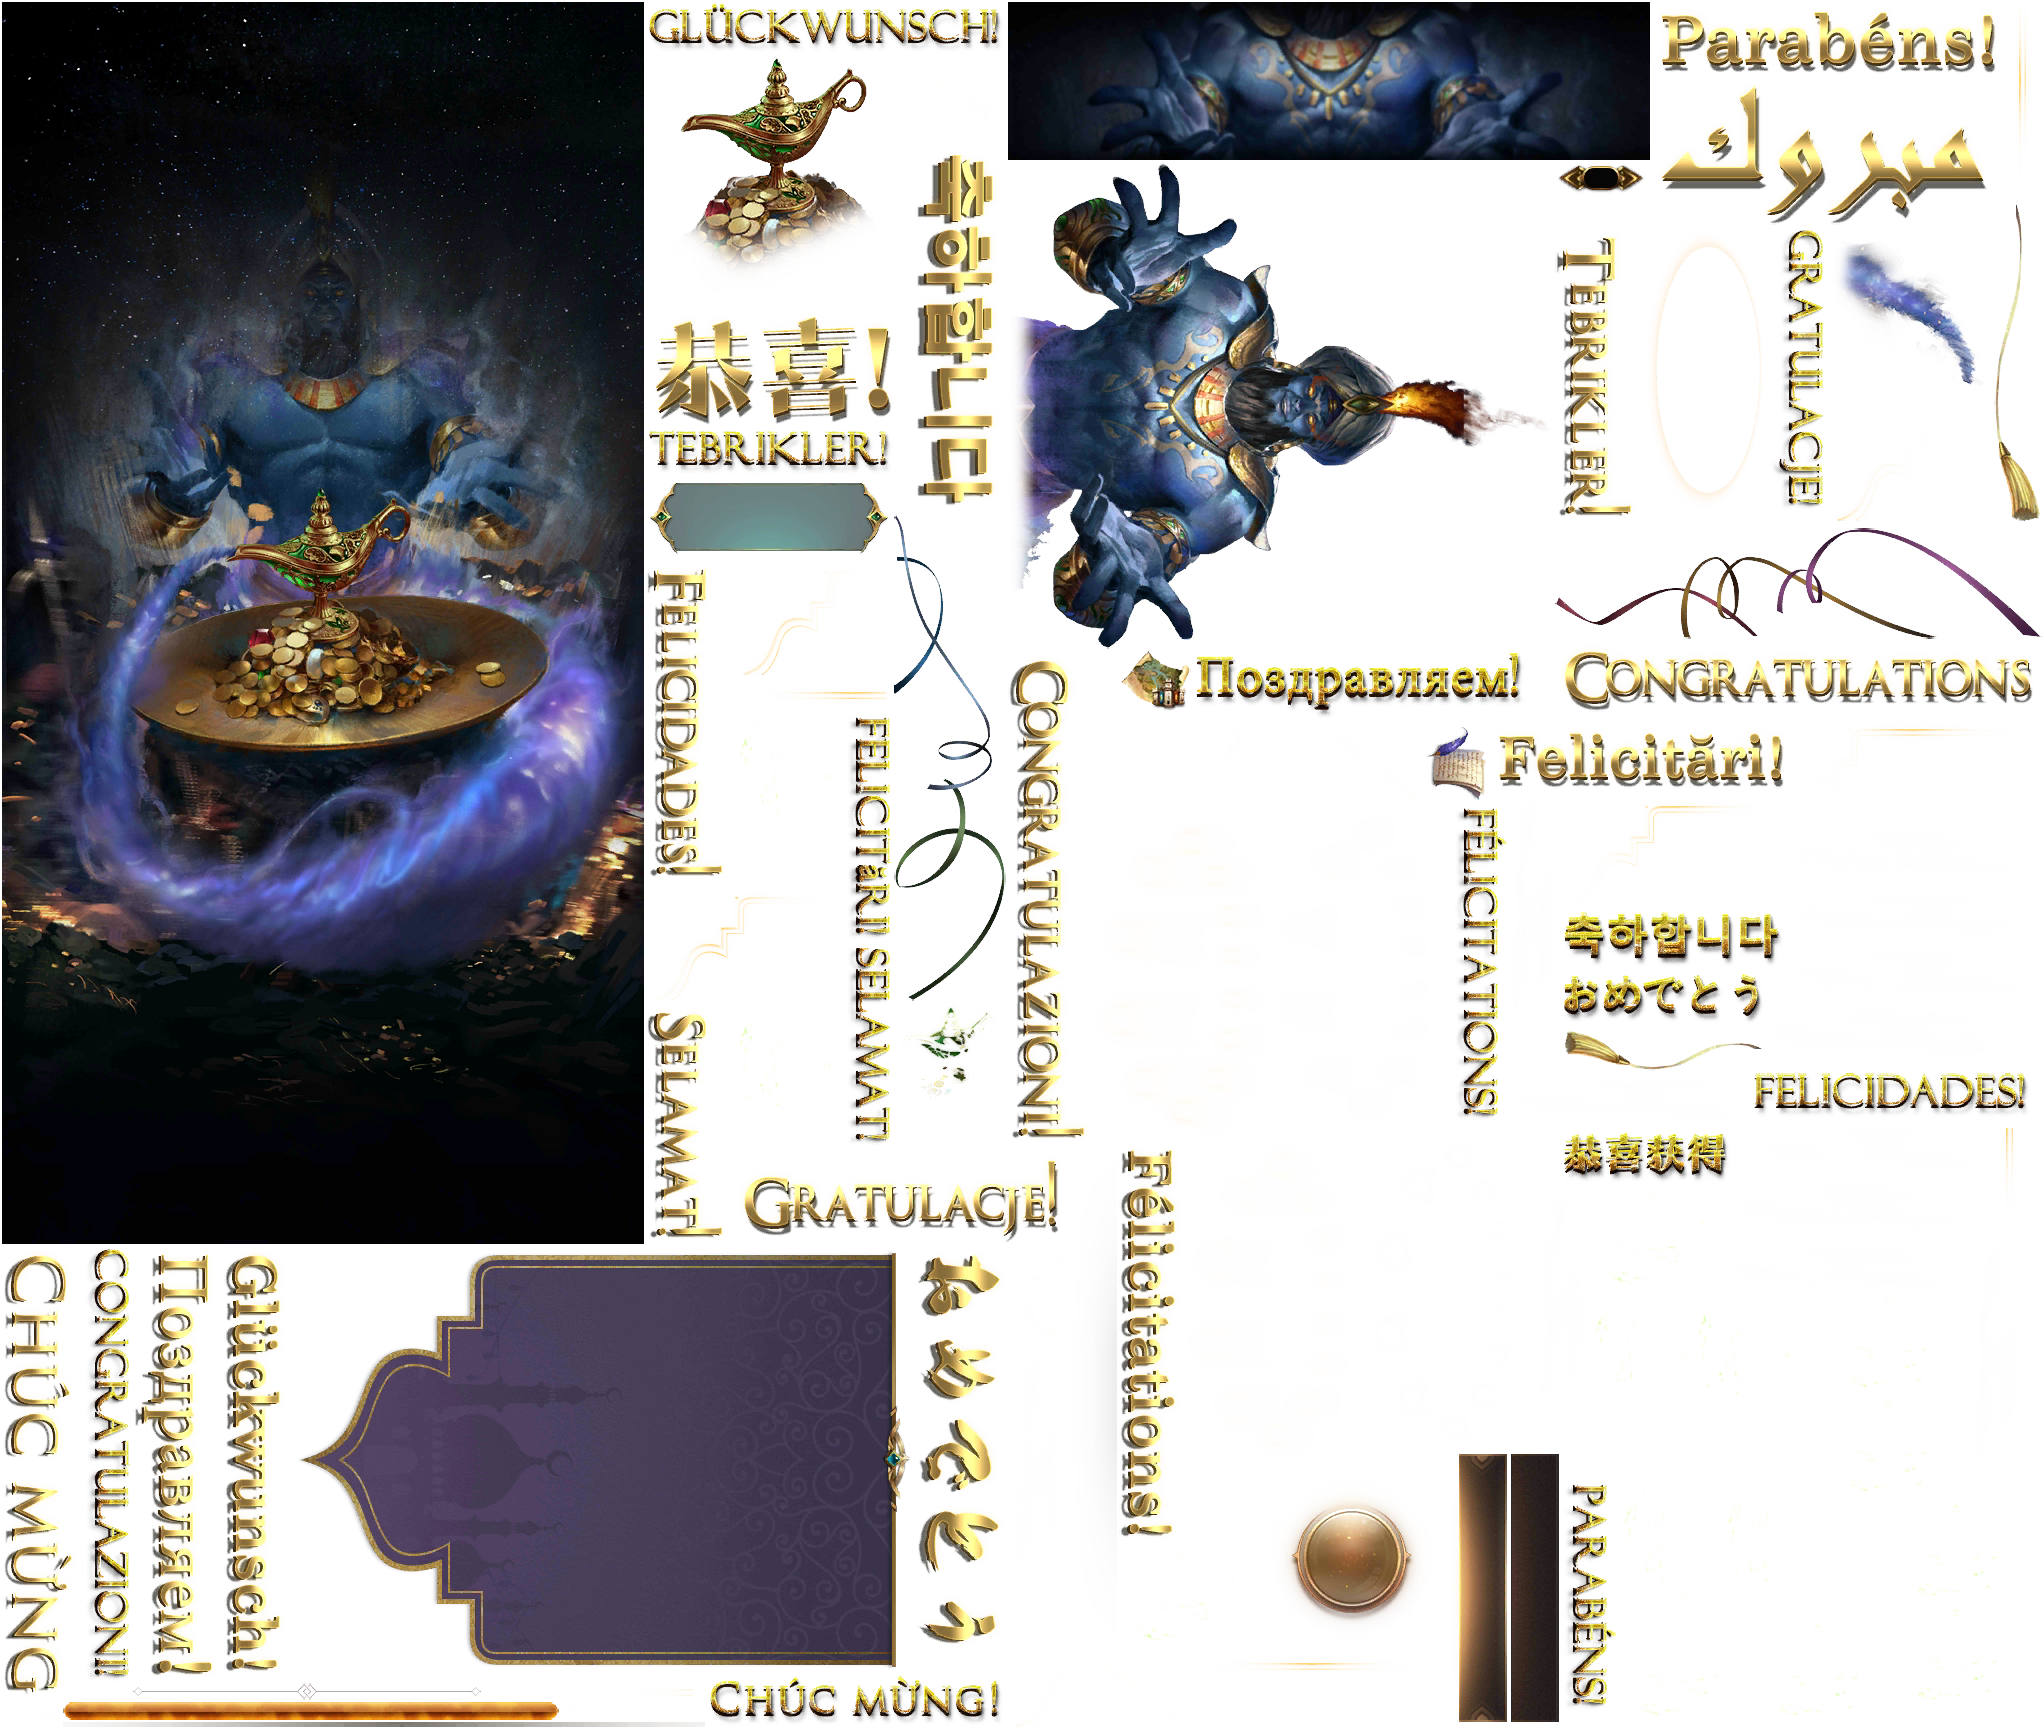 GLÜCKWUNSCH!
Parabéns!
مبروك
축하합니다
恭喜!
TEBRIKLER!
TEBRIKLER!
GRATULACJE!
FELICIDADES!
Поздравляем!
CONGRATULATIONS
FELICITĂRI!
SELAMAT!
CONGRATULAZIONI!
Felicitări!
FÉLICITATIONS!
축하합니다
おめでとう
FELICIDADES!
恭喜获得
SELAMAT!
GRATULACJE!
Félicitations!
CHÚC MỪNG
CONGRATULAZIONI!
Поздравляем!
Glückwunsch!
おめでとう
PARABÉNS!
CHÚC MỪNG!